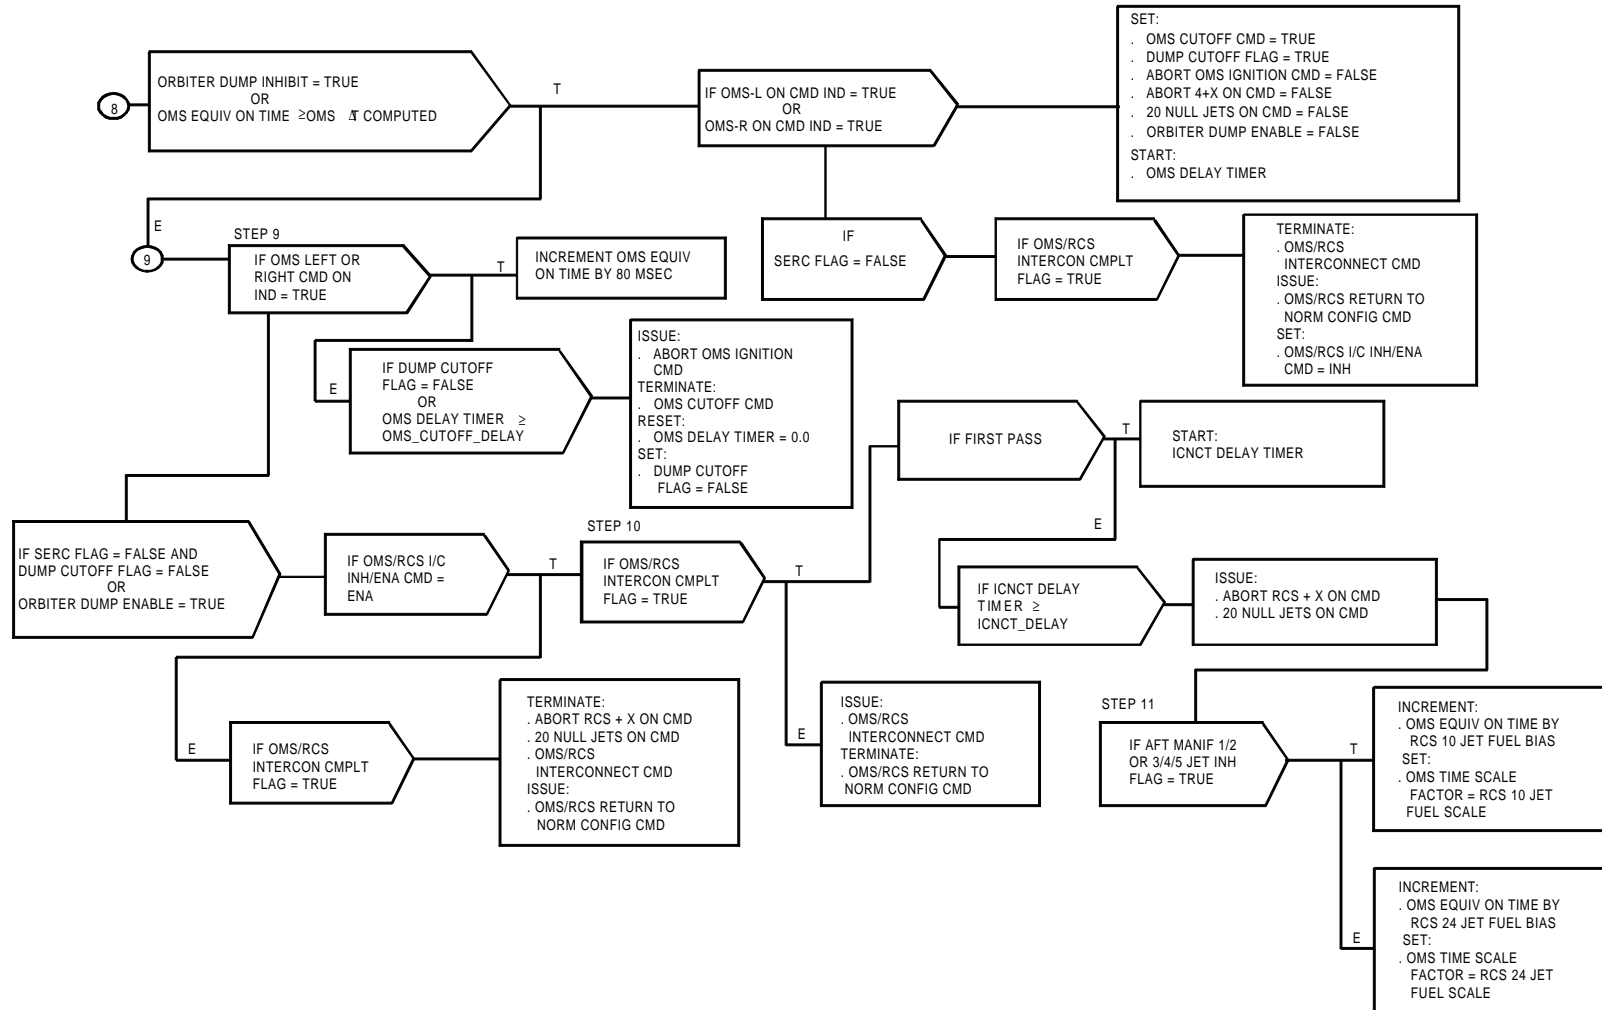 8
ORBITER DUMP INHIBIT = TRUE
OR
OMS EQUIV ON TIME ≥OMS ΔT COMPUTED
T
IF OMS-L ON CMD IND = TRUE
OR
OMS-R ON CMD IND = TRUE
SET:
. OMS CUTOFF CMD = TRUE
. DUMP CUTOFF FLAG = TRUE
. ABORT OMS IGNITION CMD = FALSE
. ABORT 4+X ON CMD = FALSE
. 20 NULL JETS ON CMD = FALSE
. ORBITER DUMP ENABLE = FALSE
START:
. OMS DELAY TIMER
E
9
STEP 9
IF OMS LEFT OR
RIGHT CMD ON
IND = TRUE
T
INCREMENT OMS EQUIV
ON TIME BY 80 MSEC
IF
SERC FLAG = FALSE
IF OMS/RCS
INTERCON CMPLT
FLAG = TRUE
TERMINATE:
. OMS/RCS
INTERCONNECT CMD
ISSUE:
. OMS/RCS RETURN TO
NORM CONFIG CMD
SET:
. OMS/RCS I/C INH/ENA
CMD = INH
E
IF DUMP CUTOFF
FLAG = FALSE
OR
OMS DELAY TIMER ≥
OMS_CUTOFF_DELAY
ISSUE:
. ABORT OMS IGNITION
CMD
TERMINATE:
. OMS CUTOFF CMD
RESET:
. OMS DELAY TIMER = 0.0
SET:
. DUMP CUTOFF
FLAG = FALSE
IF FIRST PASS
T
START:
ICNCT DELAY TIMER
E
IF SERC FLAG = FALSE AND
DUMP CUTOFF FLAG = FALSE
OR
ORBITER DUMP ENABLE = TRUE
IF OMS/RCS I/C
INH/ENA CMD =
ENA
T
STEP 10
IF OMS/RCS
INTERCON CMPLT
FLAG = TRUE
T
IF ICNCT DELAY
TIMER ≥
ICNCT_DELAY
ISSUE:
. ABORT RCS + X ON CMD
. 20 NULL JETS ON CMD
E
IF OMS/RCS
INTERCON CMPLT
FLAG = TRUE
TERMINATE:
. ABORT RCS + X ON CMD
. 20 NULL JETS ON CMD
. OMS/RCS
INTERCONNECT CMD
ISSUE:
. OMS/RCS RETURN TO
NORM CONFIG CMD
E
ISSUE:
. OMS/RCS
INTERCONNECT CMD
TERMINATE:
. OMS/RCS RETURN TO
NORM CONFIG CMD
STEP 11
IF AFT MANIF 1/2
OR 3/4/5 JET INH
FLAG = TRUE
T
INCREMENT:
. OMS EQUIV ON TIME BY
RCS 10 JET FUEL BIAS
SET:
. OMS TIME SCALE
FACTOR = RCS 10 JET
FUEL SCALE
E
INCREMENT:
. OMS EQUIV ON TIME BY
RCS 24 JET FUEL BIAS
SET:
. OMS TIME SCALE
FACTOR = RCS 24 JET
FUEL SCALE